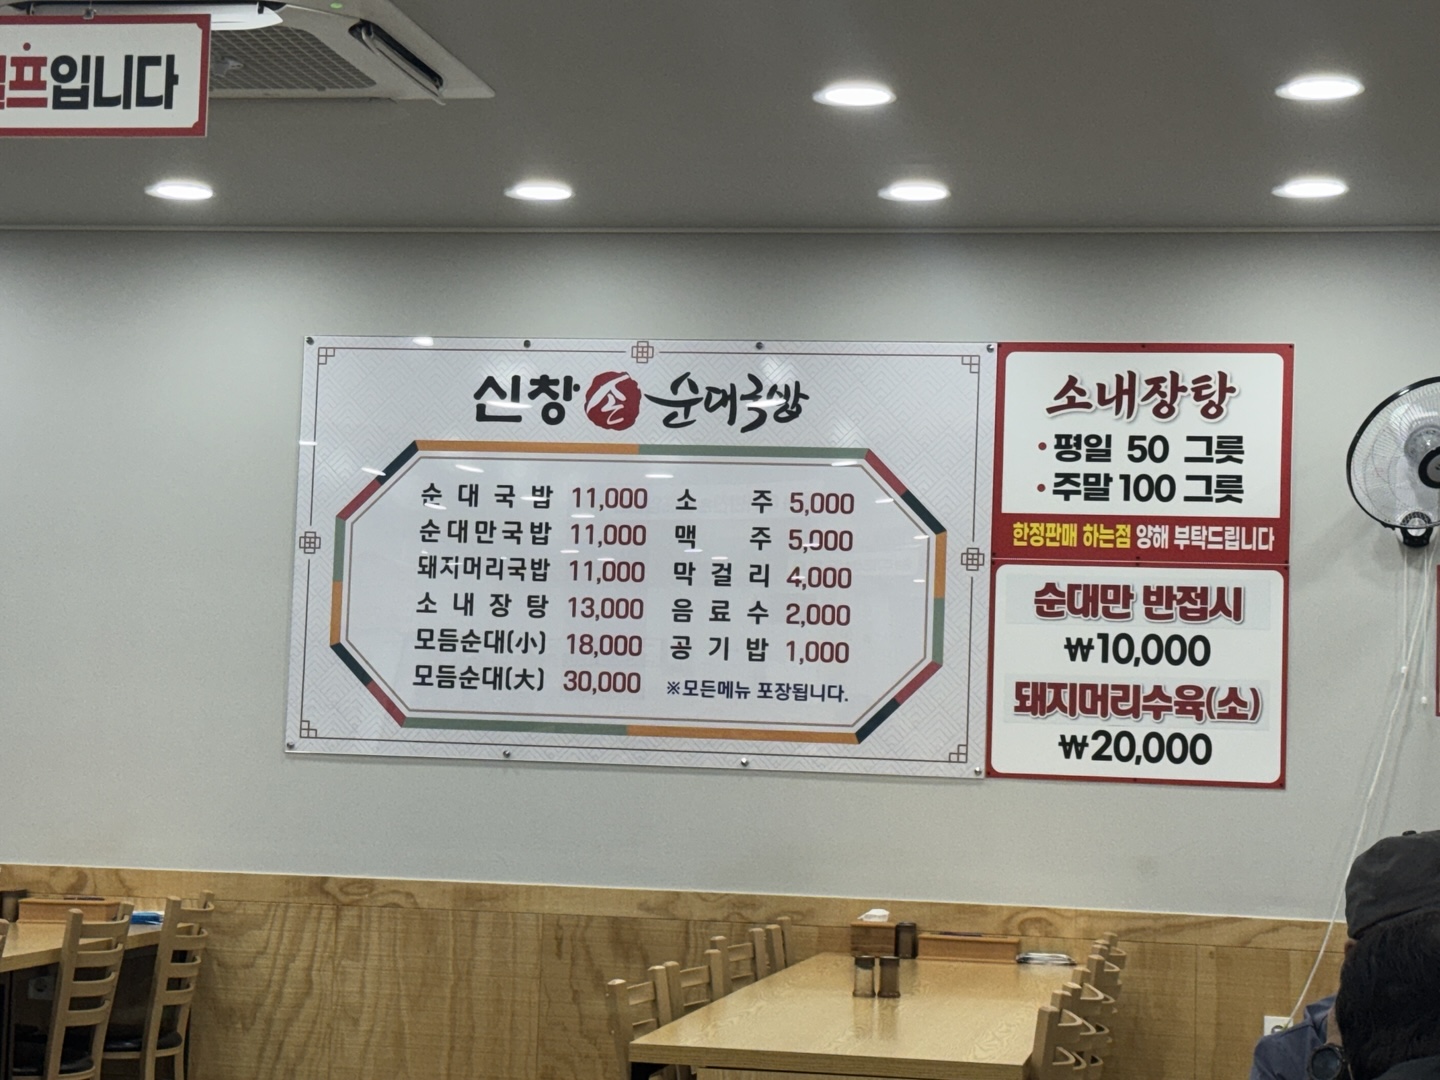 프입니다
신창 손 순대국밥
순대국밥 11,000
순대만국밥 11,000
돼지머리국밥 11,000
소내장탕 13,000
모듬순대(小) 18,000
모듬순대(大) 30,000
소주 5,000
맥주 5,000
막걸리 4,000
음료수 2,000
공기밥 1,000
※모든메뉴 포장됩니다.
소내장탕
• 평일 50 그릇
• 주말 100 그릇
한정판매 하는점 양해 부탁드립니다
순대만 반접시
₩10,000
돼지머리수육(소)
₩20,000